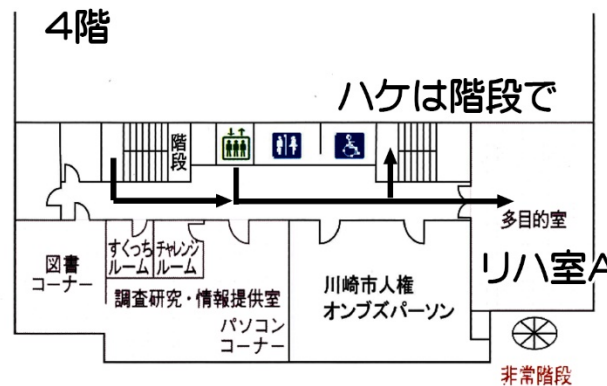 4階
ハケは階段で
階段
多目的室
リハ室A
図書
コーナー
すくっち
ルーム
チャレンジ
ルーム
調査研究・情報提供室
パソコン
コーナー
川崎市人権
オンブズパーソン
非常階段